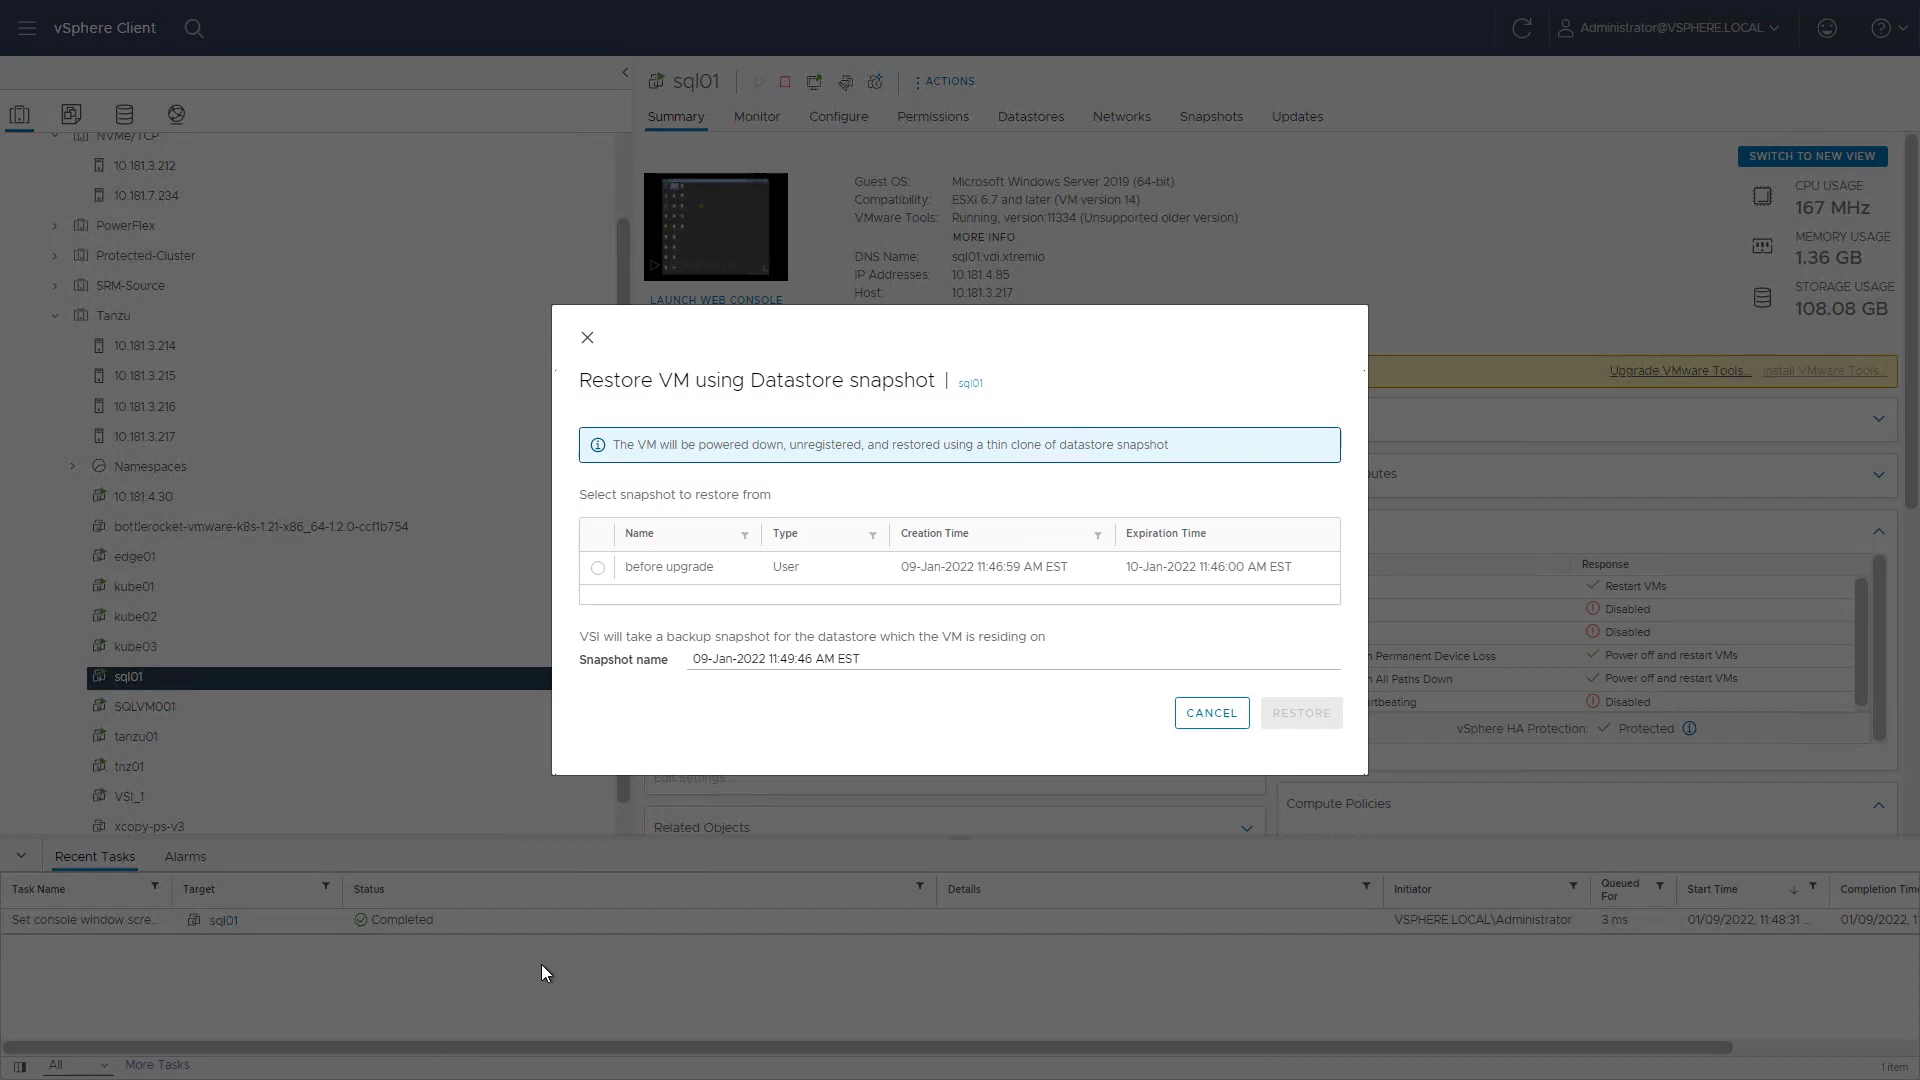 vSphere Client
Administrator@VSPHERE.LOCAL
sql01
ACTIONS
Summary Monitor Configure Permissions Datastores Networks Snapshots Updates
NVMe/TCP
10.181.3.212
10.181.7.234
PowerFlex
Protected-Cluster
SRM-Source
Tanzu
10.181.3.214
10.181.3.215
10.181.3.216
10.181.3.217
Namespaces
10.181.4.30
bottlerocket-vmware-k8s-1.21-x86_64-1.2.0-ccf1b754
edge01
kube01
kube02
kube03
sql01
SQLVM001
tanzu01
tnz01
VSI_1
xcopy-ps-v3
SWITCH TO NEW VIEW
Guest OS: Microsoft Windows Server 2019 (64-bit)
Compatibility: ESXi 6.7 and later (VM version 14)
VMware Tools: Running, version:11334 (Unsupported older version)
MORE INFO
DNS Name: sql01.vdi.xtremio
IP Addresses: 10.181.4.85
Host: 10.181.3.217
LAUNCH WEB CONSOLE
CPU USAGE
167 MHz
MEMORY USAGE
1.36 GB
STORAGE USAGE
108.08 GB
Upgrade VMware Tools... Install VMware Tools...
Restore VM using Datastore snapshot | sql01
The VM will be powered down, unregistered, and restored using a thin clone of datastore snapshot
Select snapshot to restore from
Name Type Creation Time Expiration Time
before upgrade User 09-Jan-2022 11:46:59 AM EST 10-Jan-2022 11:46:00 AM EST
VSI will take a backup snapshot for the datastore which the VM is residing on
Snapshot name 09-Jan-2022 11:49:46 AM EST
CANCEL RESTORE
utes
Response
Restart VMs
Disabled
Disabled
n Permanent Device Loss Power off and restart VMs
n All Paths Down Power off and restart VMs
rtbeating Disabled
vSphere HA Protection: Protected
Edit Settings...
Related Objects
Compute Policies
Recent Tasks Alarms
Task Name Target Status Details Initiator Queued For Start Time Completion Time
Set console window scre... sql01 Completed VSPHERE.LOCAL\Administrator 3 ms 01/09/2022, 11:48:31 ... 01/09/2022, 1
All More Tasks
1 item